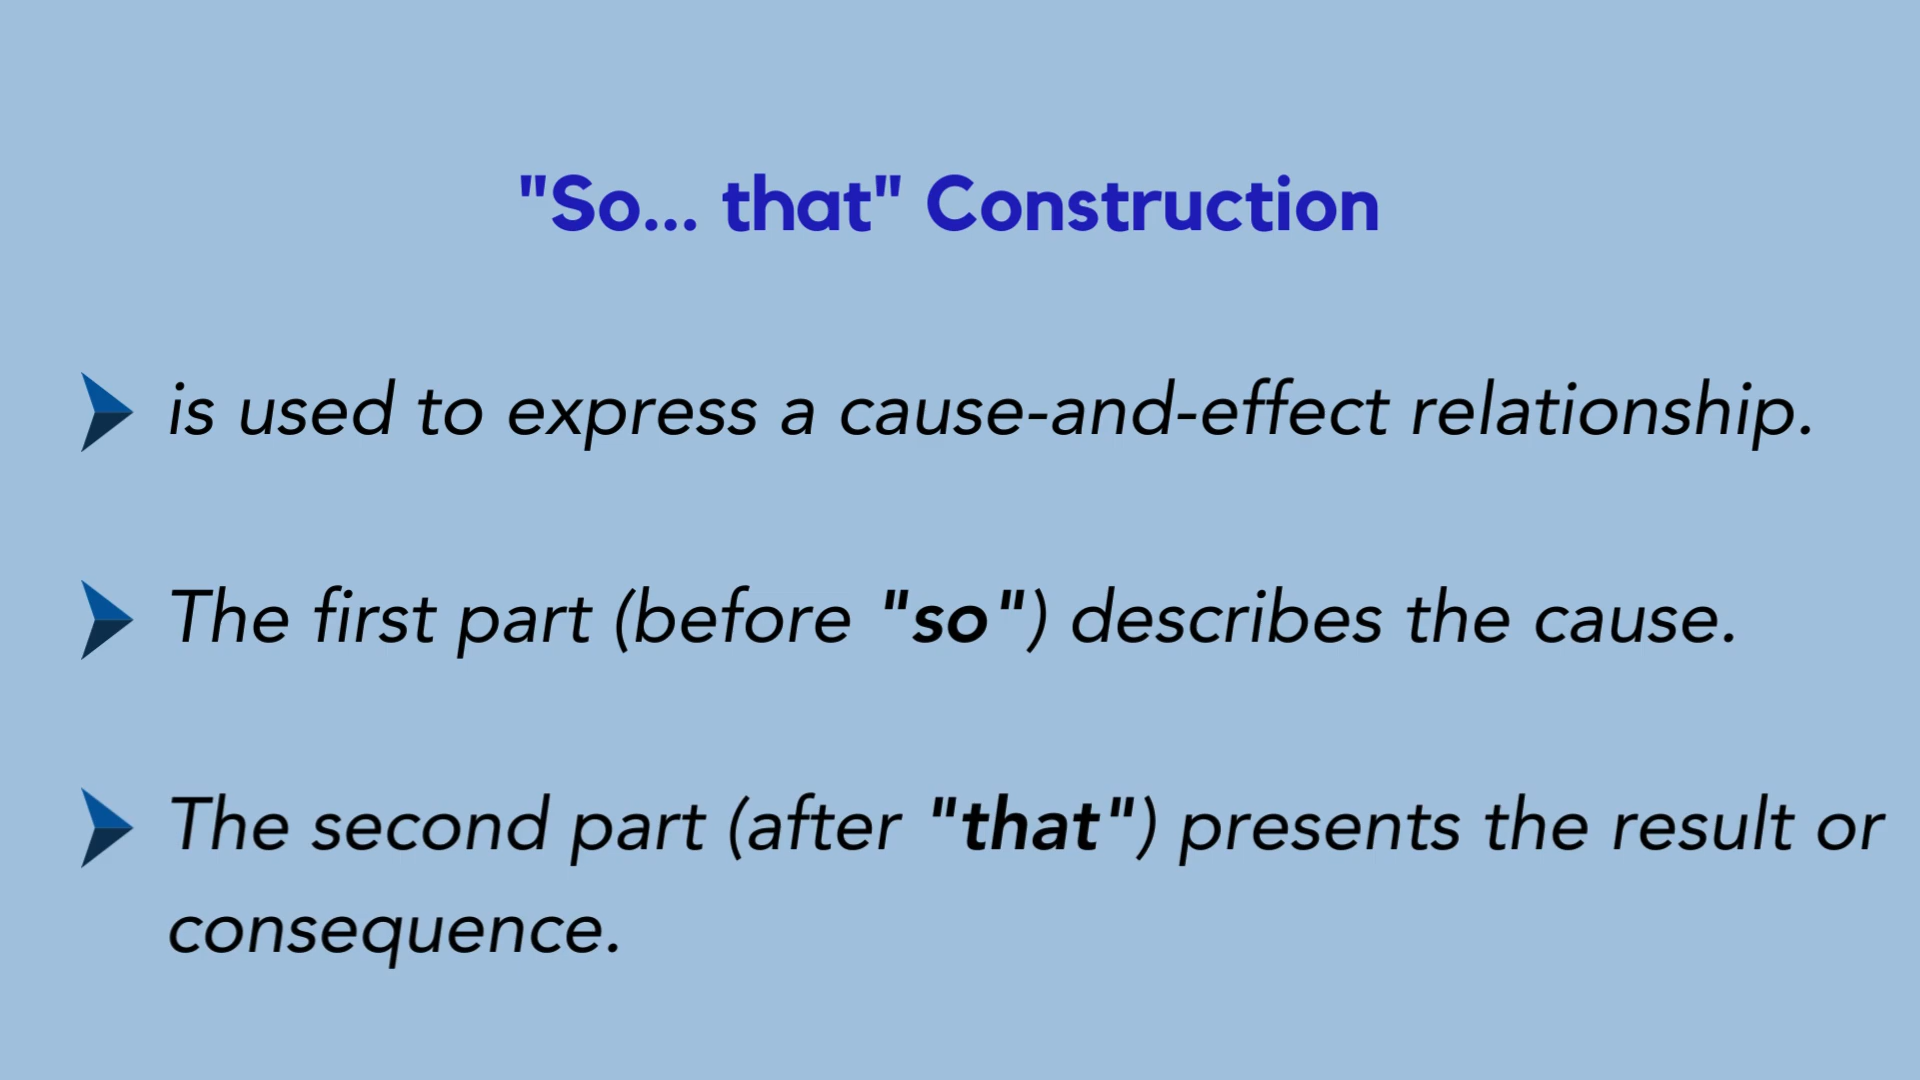 "So... that" Construction
is used to express a cause-and-effect relationship.
The first part (before "so") describes the cause.
The second part (after "that") presents the result or
consequence.